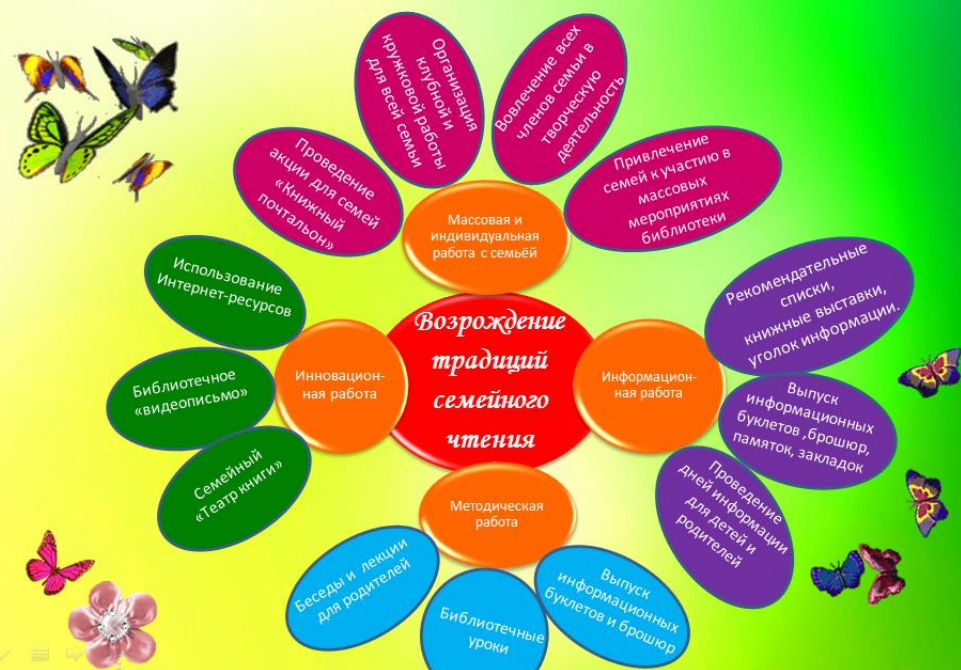 Возрождение
традиций
семейного
чтения
Массовая и
индивидуальная
работа с семьёй
Проведение
акции для семей
«Книжный
почтальон»
Организация
клубной и
кружковой работы
для всей семьи
Вовлечение всех
членов семьи в
творческую
деятельность
Привлечение
семей к участию в
массовых
мероприятиях
библиотеки
Информацион-
ная работа
Рекомендательные
списки,
книжные выставки,
уголок информации.
Выпуск
информационных
буклетов ,брошюр,
памяток, закладок
Проведение
дней информации
для детей и
родителей
Методическая
работа
Выпуск
информационных
буклетов и брошюр
Библиотечные
уроки
Беседы и лекции
для родителей
Инновацион-
ная работа
Семейный
«Театр книги»
Библиотечное
«видеописьмо»
Использование
Интернет-ресурсов